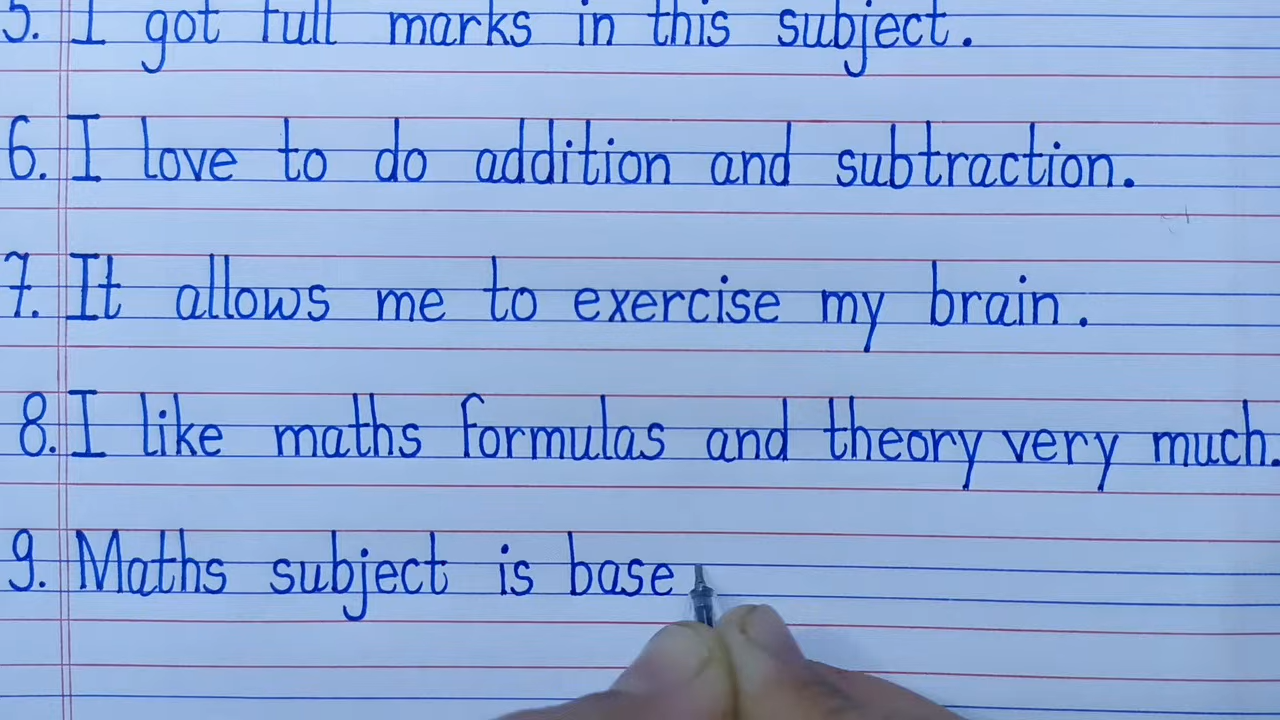 5. I got full marks in this subject.
6. I love to do addition and subtraction.
7. It allows me to exercise my brain.
8. I like maths formulas and theory very much.
9. Maths subject is base